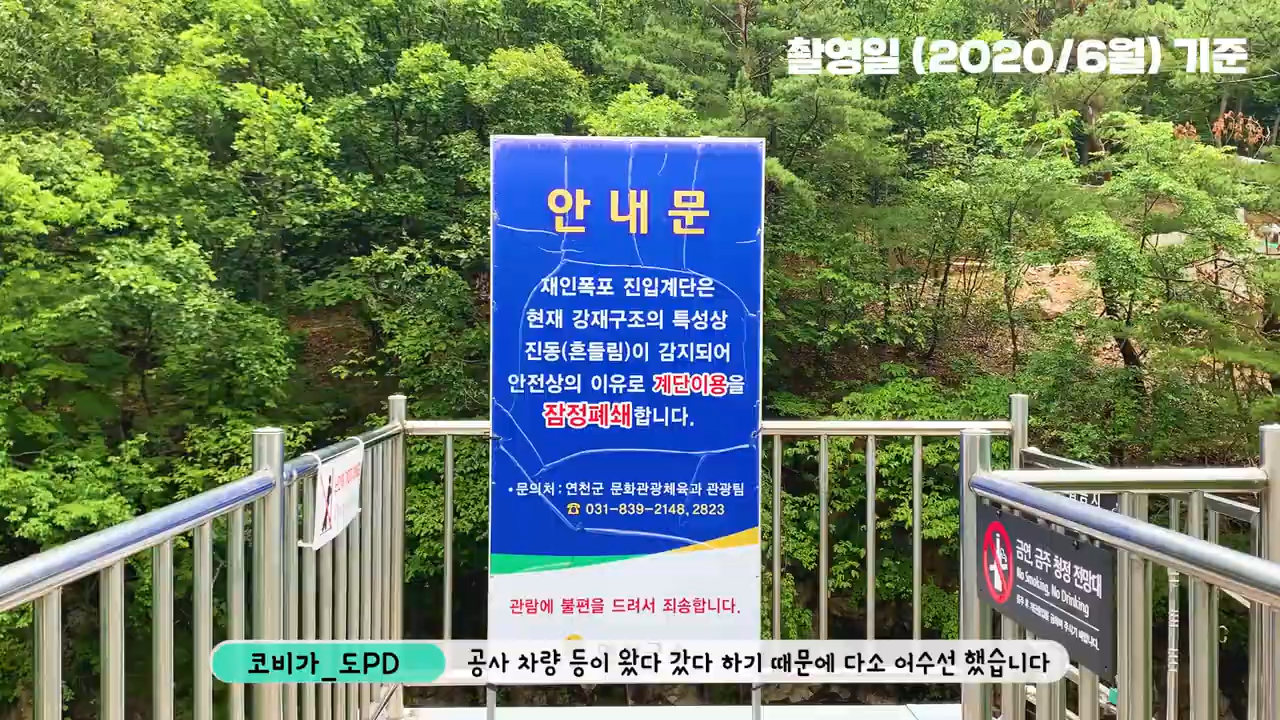 촬영일 (2020/6월) 기준
안내문
재인폭포 진입계단은
현재 강재구조의 특성상
진동(흔들림)이 감지되어
안전상의 이유로 계단이용을
잠정폐쇄합니다.
•문의처 : 연천군 문화관광체육과 관광팀
☎ 031-839-2148, 2823
관람에 불편을 드려서 죄송합니다.
금연, 금주 청정 전망대
No Smoking, No Drinking
코비가_도PD
공사 차량 등이 왔다 갔다 하기 때문에 다소 어수선 했습니다